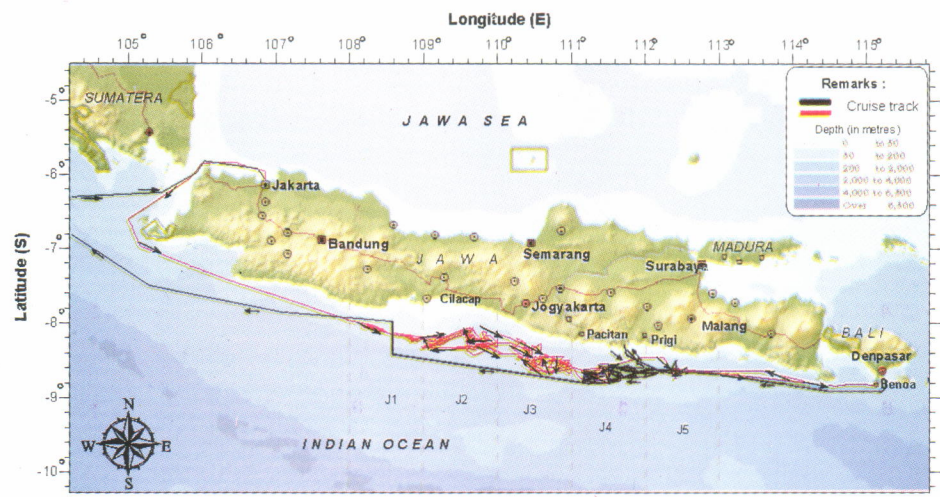 Longitude (E)
105° 106° 107° 108° 109° 110° 111° 112° 113° 114° 115°
Latitude (S)
-5°
-6°
-7°
-8°
-9°
-10°
SUMATERA
JAWA SEA
Remarks :
Cruise track
Depth (in metres)
0 to 50
50 to 200
200 to 2,000
2,000 to 4,000
4,000 to 6,500
Over 6,500
Jakarta
Bandung
Semarang
MADURA
Surabaya
JAWA
Cilacap
Jogyakarta
Pacitan
Prigi
Malang
BALI
Denpasar
Benoa
J1
J2
J3
J4
J5
INDIAN OCEAN
N
W E
S